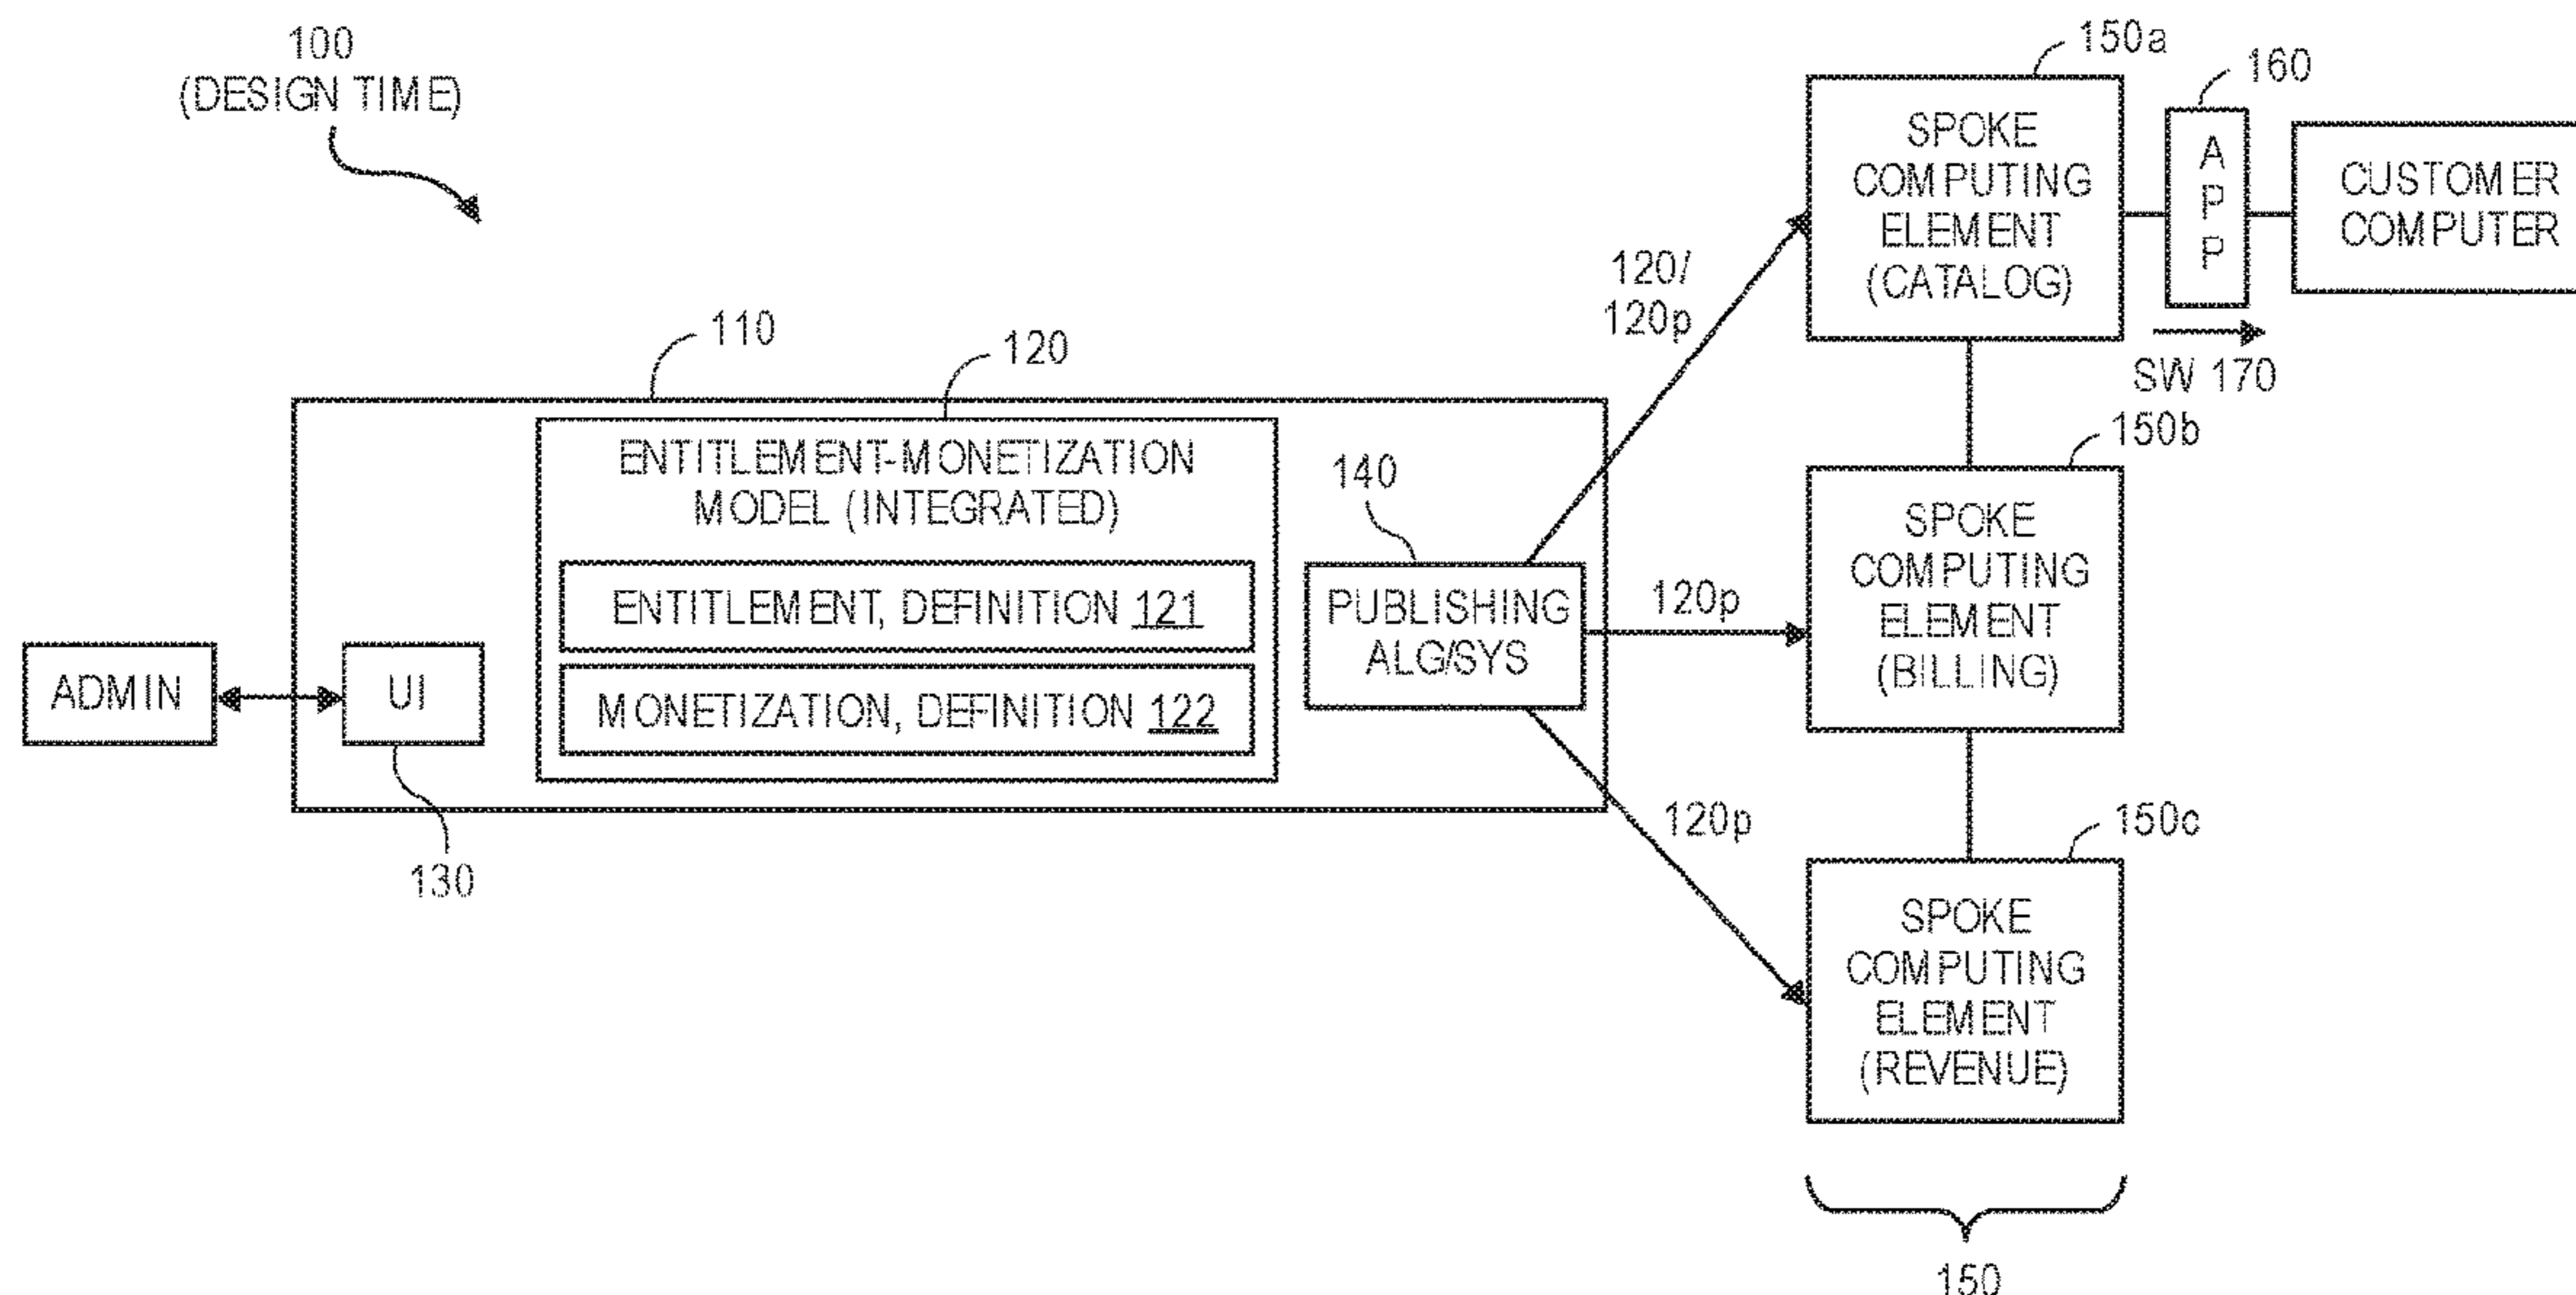 100
(DESIGN TIME)
110
120
ENTITLEMENT-MONETIZATION
MODEL (INTEGRATED)
ENTITLEMENT, DEFINITION 121
MONETIZATION, DEFINITION 122
ADMIN
UI
130
140
PUBLISHING
ALG/SYS
120/
120p
120p
120p
150a
SPOKE
COMPUTING
ELEMENT
(CATALOG)
160
A
P
P
CUSTOMER
COMPUTER
SW 170
150b
SPOKE
COMPUTING
ELEMENT
(BILLING)
150c
SPOKE
COMPUTING
ELEMENT
(REVENUE)
150